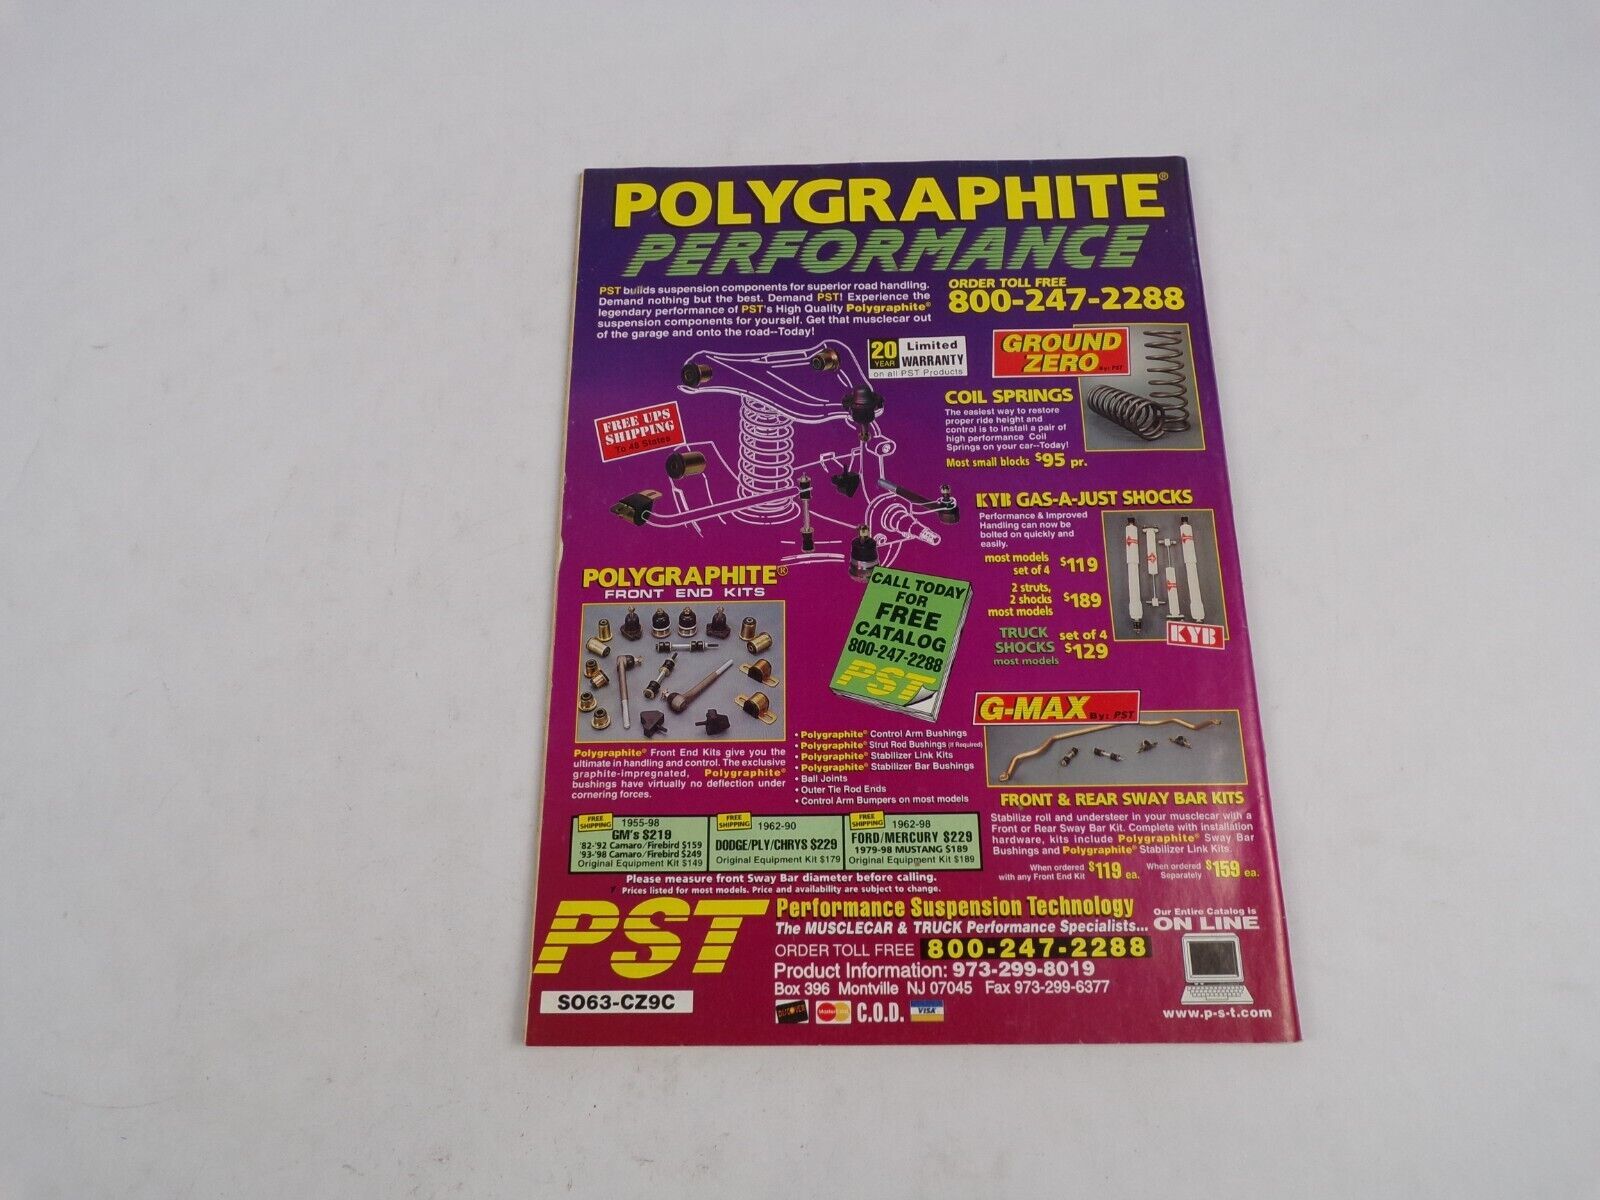 POLYGRAPHITE®
PERFORMANCE
PST builds suspension components for superior road handling.
Demand nothing but the best. Demand PST! Experience the
legendary performance of PST's High Quality Polygraphite®
suspension components for yourself. Get that musclecar out
of the garage and onto the road--Today!
ORDER TOLL FREE
800-247-2288
20 YEAR Limited WARRANTY
on all PST Products
GROUND ZERO By: PST
COIL SPRINGS
The easiest way to restore
proper ride height and
control is to install a pair of
high performance Coil
Springs on your car--Today!
Most small blocks $95 pr.
FREE UPS
SHIPPING
To 48 States
KYB GAS-A-JUST SHOCKS
Performance & Improved
Handling can now be
bolted on quickly and
easily.
most models
set of 4 $119
2 struts,
2 shocks $189
most models
TRUCK SHOCKS set of 4 $129
most models
KYB
POLYGRAPHITE®
FRONT END KITS
CALL TODAY
FOR
FREE
CATALOG
800-247-2288
PST
Polygraphite® Front End Kits give you the
ultimate in handling and control. The exclusive
graphite-impregnated, Polygraphite®
bushings have virtually no deflection under
cornering forces.
• Polygraphite® Control Arm Bushings
• Polygraphite® Strut Rod Bushings (If Required)
• Polygraphite® Stabilizer Link Kits
• Polygraphite® Stabilizer Bar Bushings
• Ball Joints
• Outer Tie Rod Ends
• Control Arm Bumpers on most models
G-MAX By: PST
FRONT & REAR SWAY BAR KITS
Stabilize roll and understeer in your musclecar with a
Front or Rear Sway Bar Kit. Complete with installation
hardware, kits include Polygraphite® Sway Bar
Bushings and Polygraphite® Stabilizer Link Kits.
When ordered
with any Front End Kit $119 ea.
When ordered
Separately $159 ea.
FREE SHIPPING
1955-98
GM's $219
'82-'92 Camaro/Firebird $159
'93-'98 Camaro/Firebird $249
Original Equipment Kit $149
FREE SHIPPING
1962-90
DODGE/PLY/CHRYS $229
Original Equipment Kit $179
FREE SHIPPING
1962-98
FORD/MERCURY $229
1979-98 MUSTANG $189
Original Equipment Kit $189
Please measure front Sway Bar diameter before calling.
Prices listed for most models. Price and availability are subject to change.
PST
Performance Suspension Technology
The MUSCLECAR & TRUCK Performance Specialists...
ORDER TOLL FREE 800-247-2288
Product Information: 973-299-8019
Box 396 Montville NJ 07045 Fax 973-299-6377
DISCOVER MasterCard C.O.D. VISA
Our Entire Catalog is
ON LINE
www.p-s-t.com
SO63-CZ9C